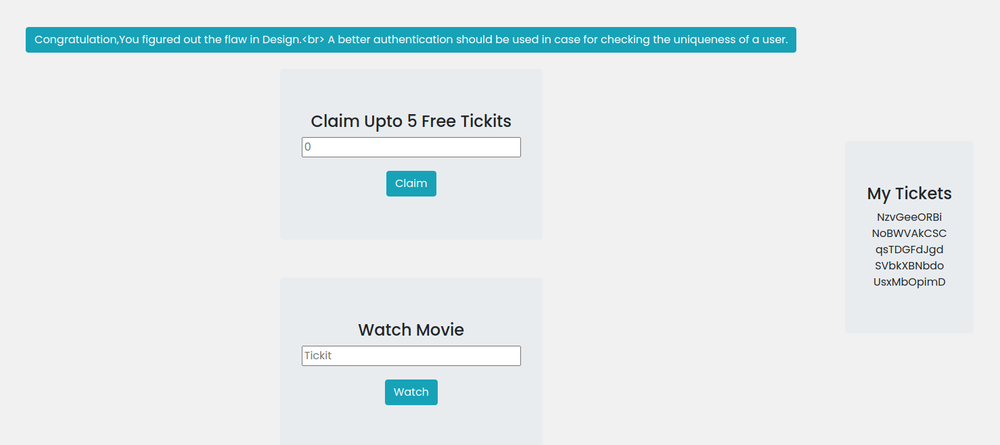 Congratulation,You figured out the flaw in Design.<br> A better authentication should be used in case for checking the uniqueness of a user.
Claim Upto 5 Free Tickits
0
Claim
Watch Movie
Tickit
Watch
My Tickets
NzvGeeORBi
NoBWVAkCSC
qsTDGFdJgd
SVbkXBNbdo
UsxMbOpimD